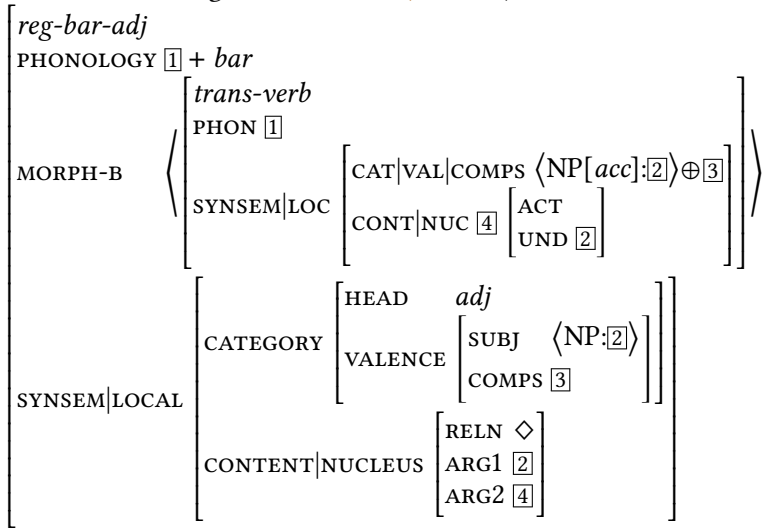 reg-bar-adj
PHONOLOGY 1 + bar
trans-verb
PHON 1
MORPH-B
CAT|VAL|COMPS ⟨NP[acc]:2⟩⊕3
SYNSEM|LOC
CONT|NUC 4
ACT
UND 2
HEAD adj
CATEGORY
VALENCE
SUBJ ⟨NP:2⟩
COMPS 3
SYNSEM|LOCAL
RELN ◇
CONTENT|NUCLEUS
ARG1 2
ARG2 4